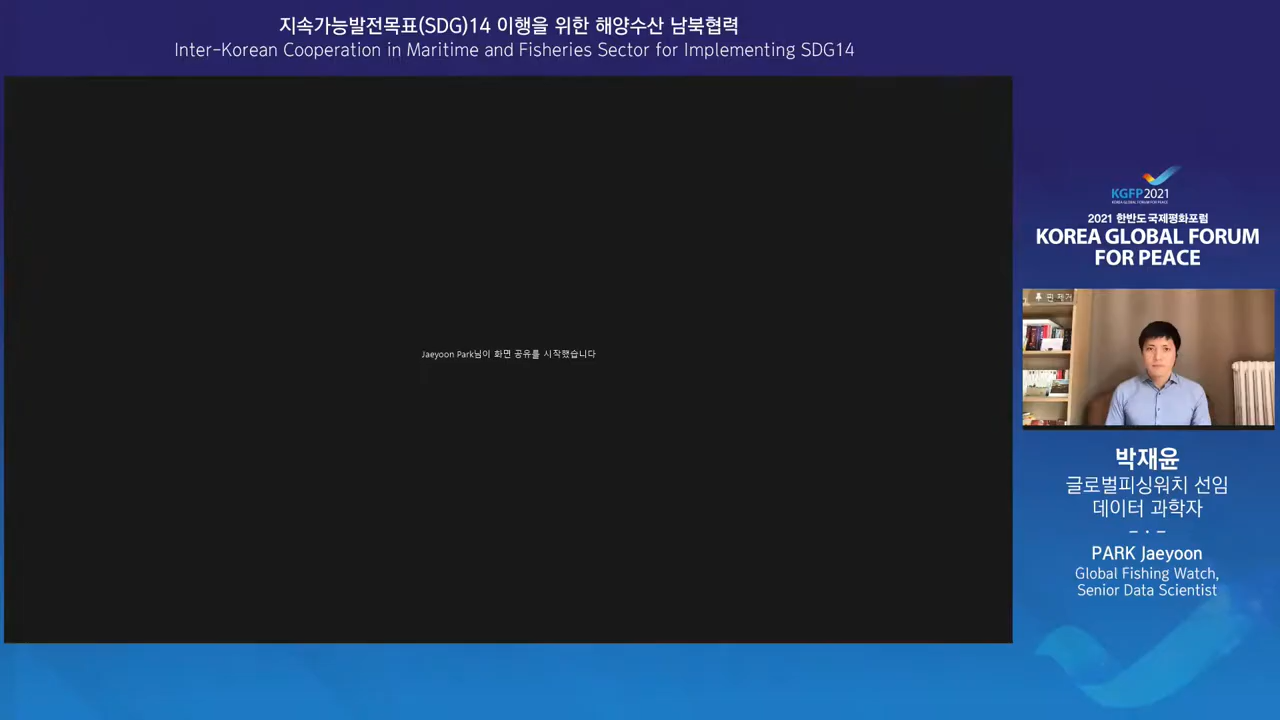 지속가능발전목표(SDG)14 이행을 위한 해양수산 남북협력
Inter-Korean Cooperation in Maritime and Fisheries Sector for Implementing SDG14
Jaeyoon Park님이 화면 공유를 시작했습니다
KGFP2021
KOREA GLOBAL FORUM FOR PEACE
2021 한반도국제평화포럼
KOREA GLOBAL FORUM
FOR PEACE
핀 제거
박재윤
글로벌피싱워치 선임
데이터 과학자
PARK Jaeyoon
Global Fishing Watch,
Senior Data Scientist